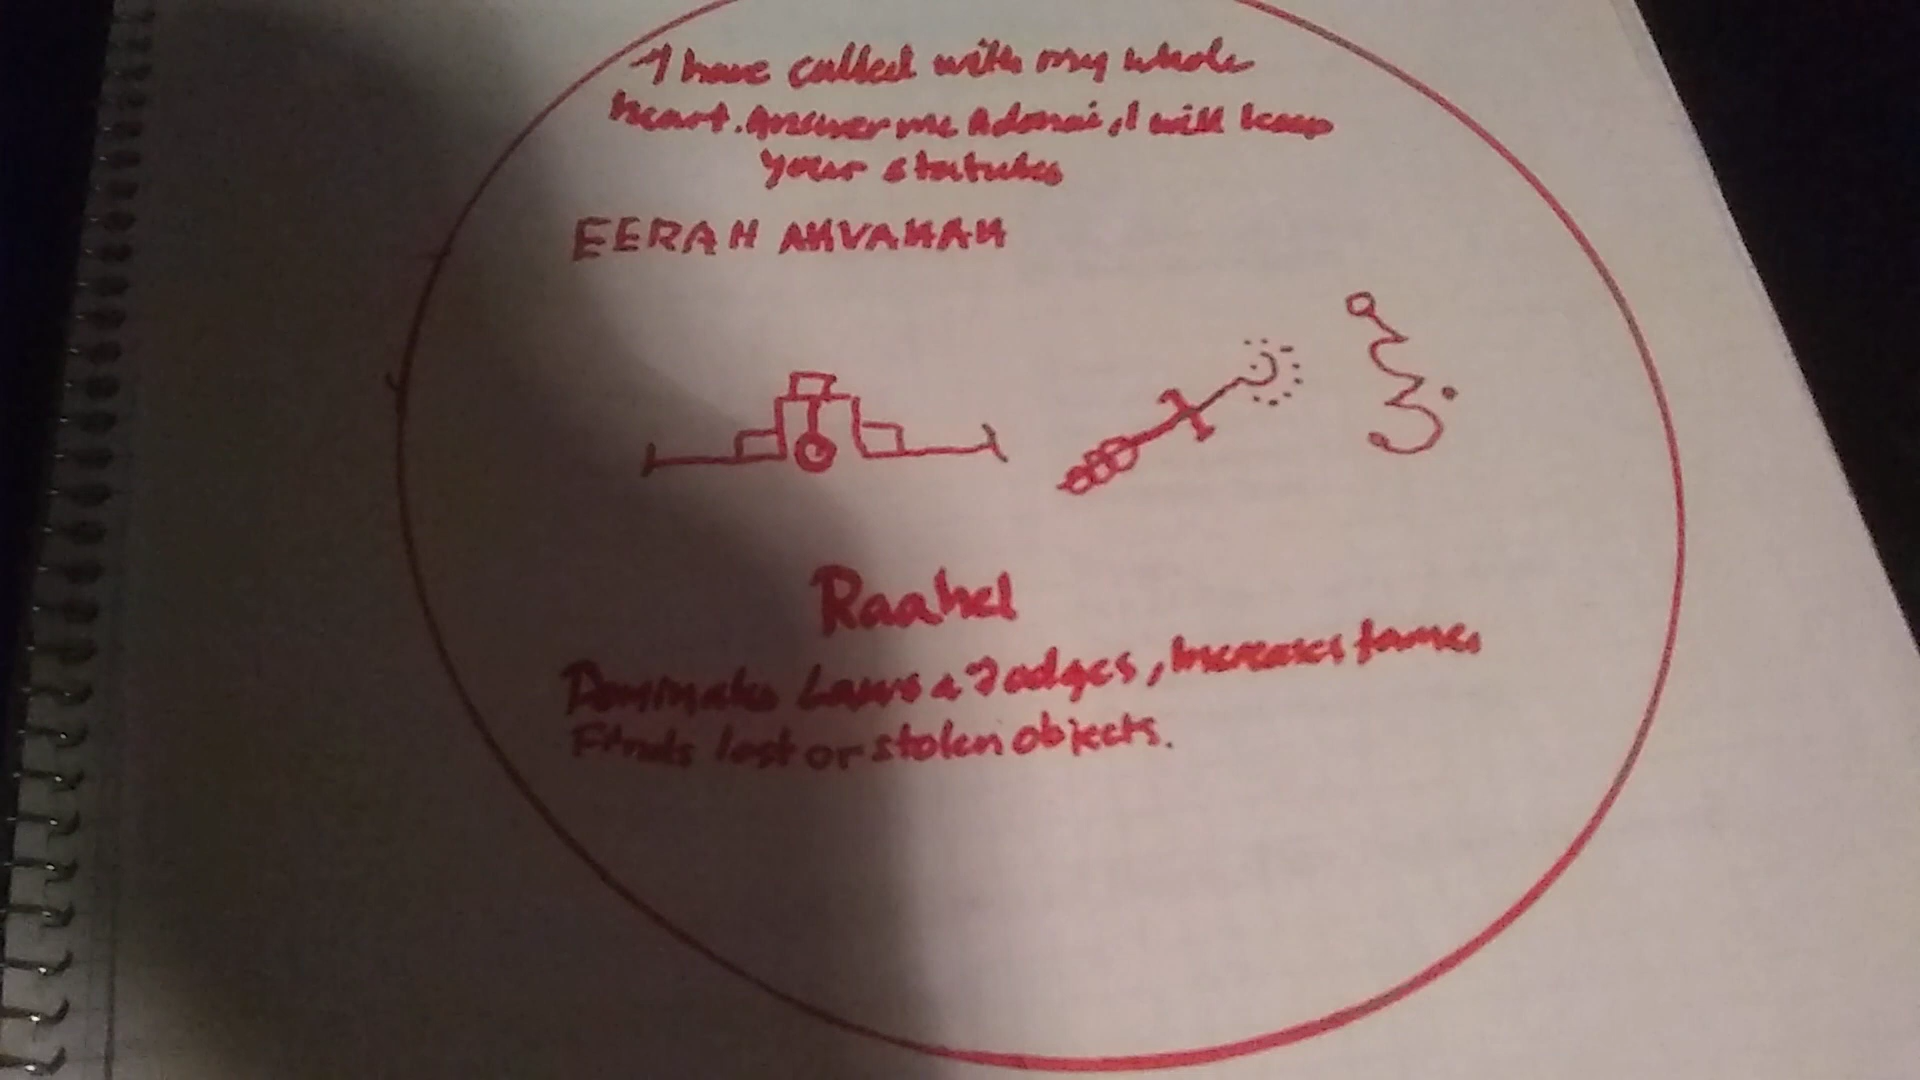 I have called with my whole
heart. Answer me Adonai, I will keep
your statutes
EERAH AHVAHAH
Raahel
Dominates Laws & Judges, Increases fame.
Finds lost or stolen objects.